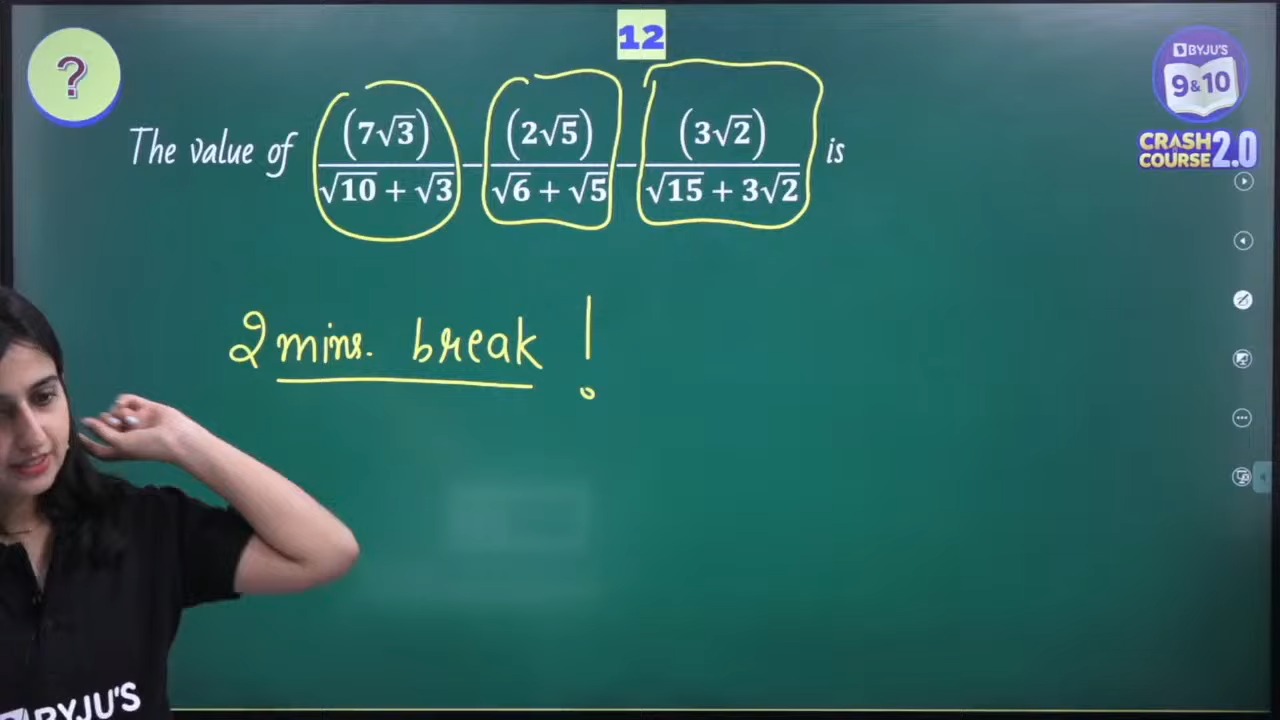 12
?
BYJU'S
9 & 10
CRASH COURSE 2.0
The value of (7√3)/(√10 + √3) − (2√5)/(√6 + √5) − (3√2)/(√15 + 3√2) is
2 mins. break !
BYJU'S